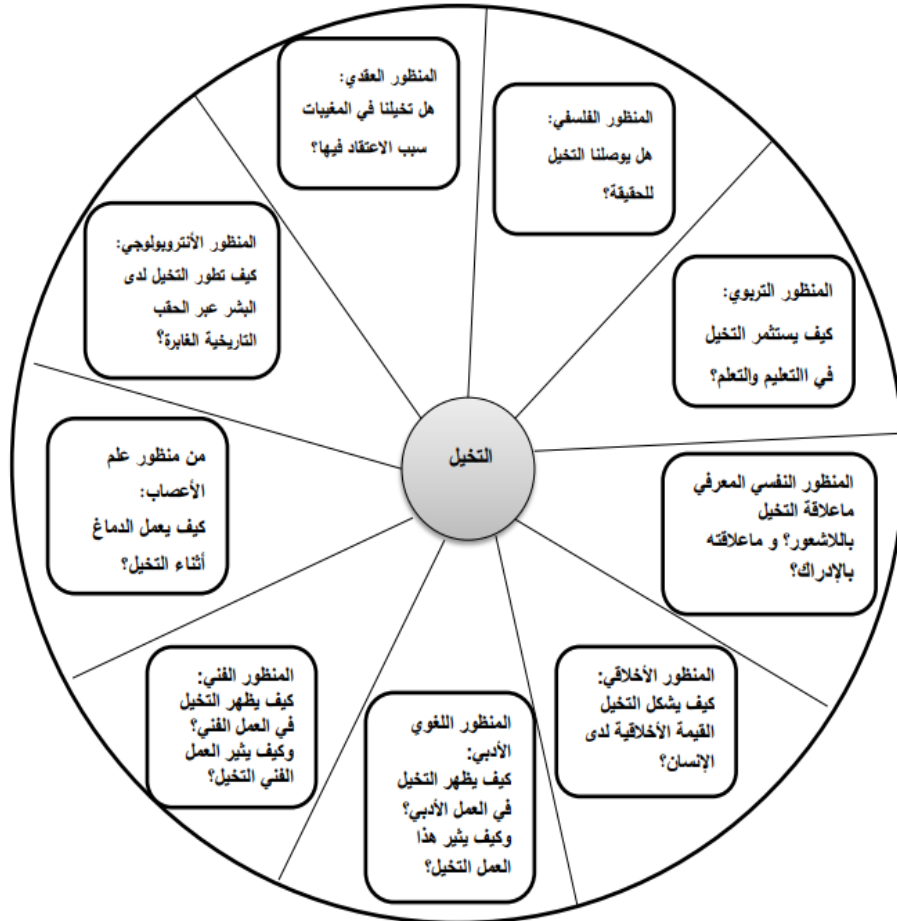 المنظور العقدي:
هل تخيلنا في المغيبات
سبب الاعتقاد فيها؟
المنظور الفلسفي:
هل يوصلنا التخيل
للحقيقة؟
المنظور التربوي:
كيف يستثمر التخيل
في االتعليم والتعلم؟
المنظور النفسي المعرفي
ماعلاقة التخيل
باللاشعور؟ و ماعلاقته
بالإدراك؟
المنظور الأخلاقي:
كيف يشكل التخيل
القيمة الأخلاقية لدى
الإنسان؟
المنظور اللغوي
الأدبي:
كيف يظهر التخيل
في العمل الأدبي؟
وكيف يثير هذا
العمل التخيل؟
المنظور الفني:
كيف يظهر التخيل
في العمل الفني؟
وكيف يثير العمل
الفني التخيل؟
من منظور علم
الأعصاب:
كيف يعمل الدماغ
أثناء التخيل؟
المنظور الأنتروبولوجي:
كيف تطور التخيل لدى
البشر عبر الحقب
التاريخية الغابرة؟
التخيل